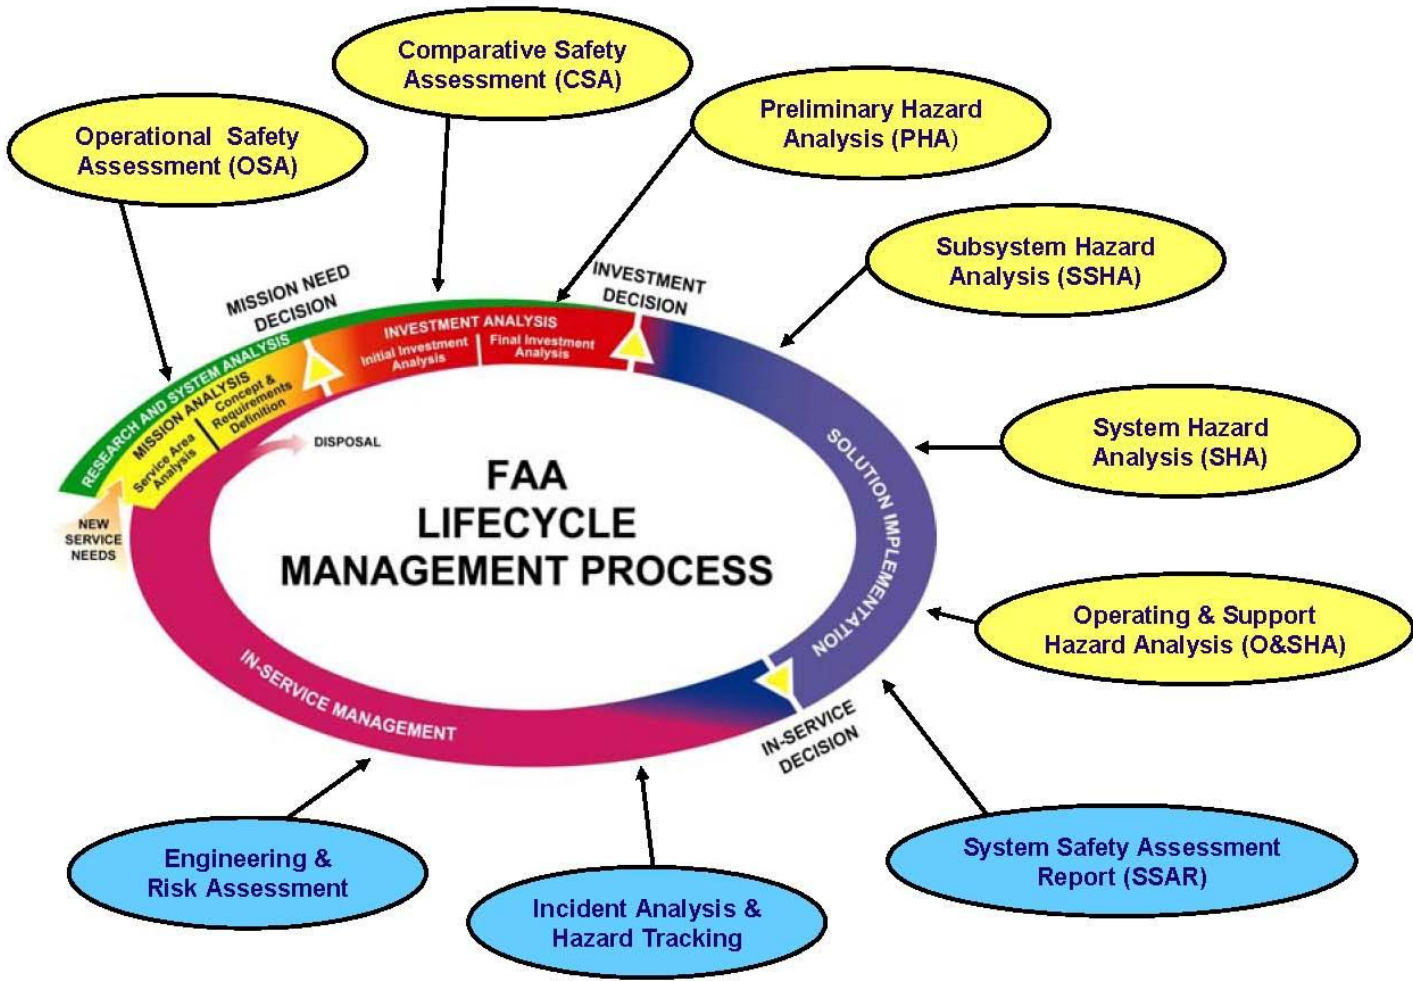 Comparative Safety
Assessment (CSA)
Preliminary Hazard
Analysis (PHA)
Operational Safety
Assessment (OSA)
Subsystem Hazard
Analysis (SSHA)
MISSION NEED
DECISION
INVESTMENT
DECISION
RESEARCH AND SYSTEM ANALYSIS
MISSION ANALYSIS
Service Area
Analysis
Concept &
Requirements
Definition
INVESTMENT ANALYSIS
Initial Investment
Analysis
Final Investment
Analysis
DISPOSAL
NEW
SERVICE
NEEDS
FAA
LIFECYCLE
MANAGEMENT PROCESS
SOLUTION IMPLEMENTATION
System Hazard
Analysis (SHA)
Operating & Support
Hazard Analysis (O&SHA)
IN-SERVICE MANAGEMENT
IN-SERVICE
DECISION
Engineering &
Risk Assessment
Incident Analysis &
Hazard Tracking
System Safety Assessment
Report (SSAR)